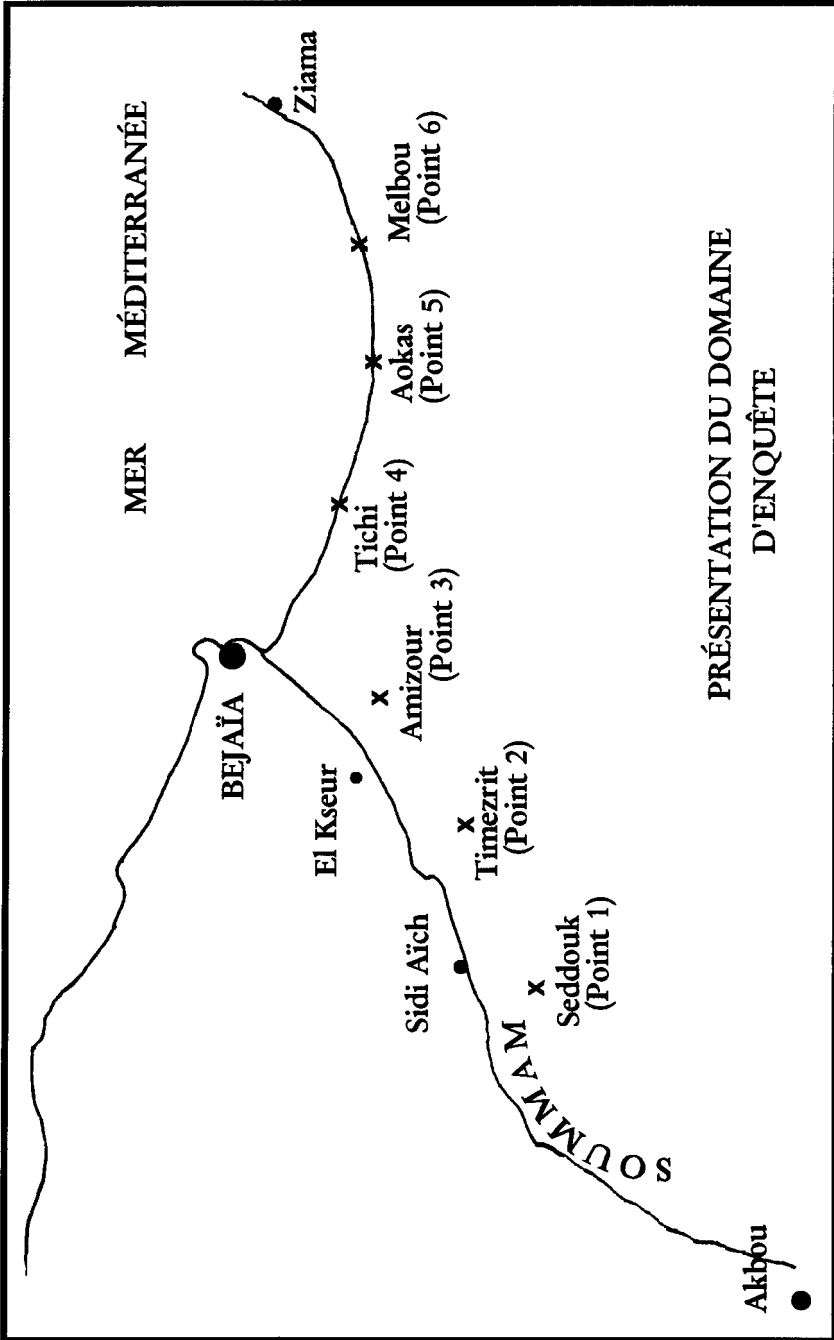 MER MÉDITERRANÉE
Ziama
Melbou
(Point 6)
Aokas
(Point 5)
Tichi
(Point 4)
BEJAÏA
Amizour
(Point 3)
El Kseur
Timezrit
(Point 2)
Sidi Aïch
Seddouk
(Point 1)
SOUMMAM
Akbou
PRÉSENTATION DU DOMAINE
D'ENQUÊTE